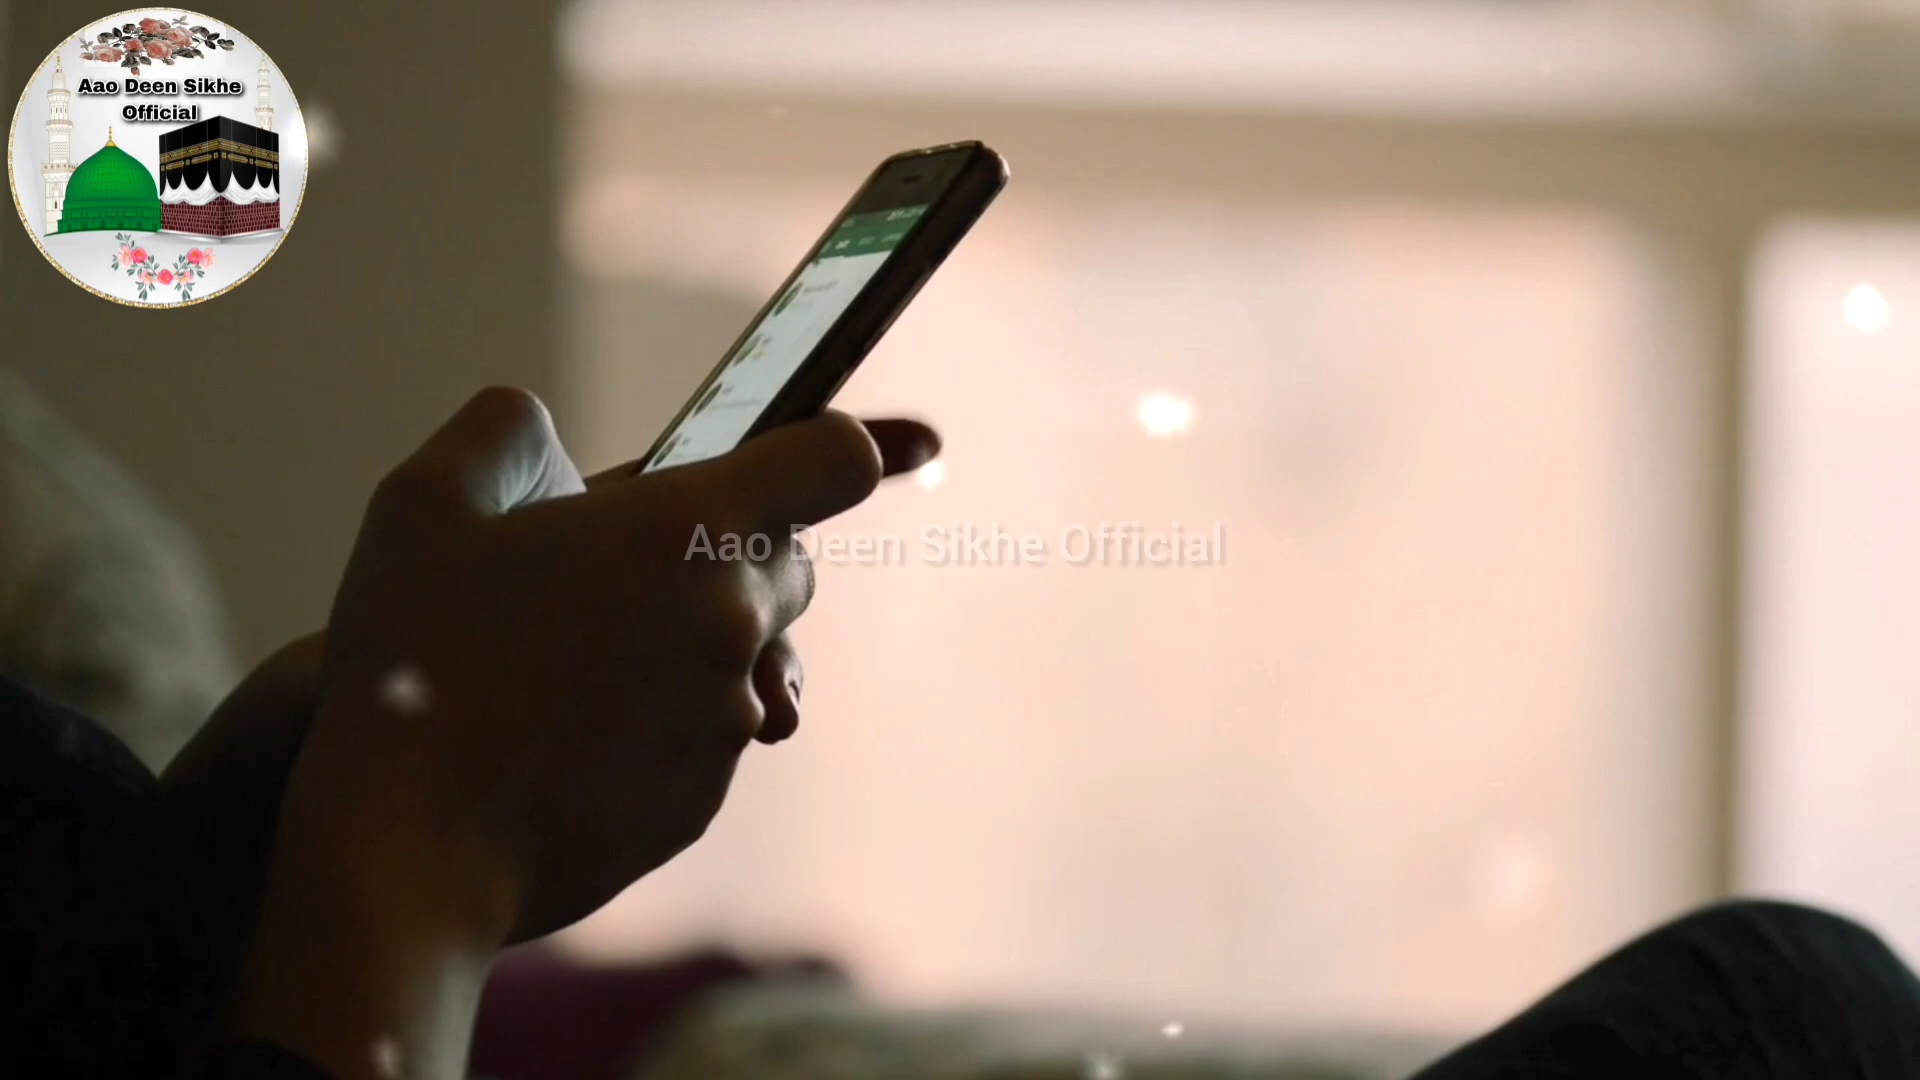 Aao Deen Sikhe
Official
Aao Deen Sikhe Official